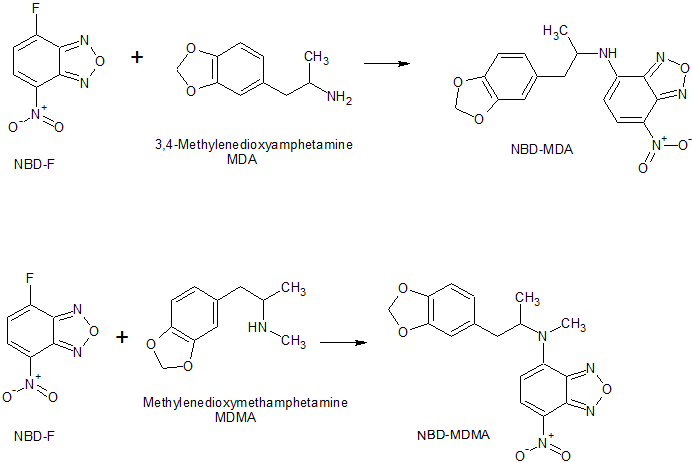 F
N
O
N
N+
O-
O
NBD-F
+
CH3
NH2
3,4-Methylenedioxyamphetamine
MDA
O
O
H3C
NH
N
O
N
N+
O-
O
O
O
NBD-MDA
F
N
O
N
N+
O-
O
NBD-F
+
CH3
HN
CH3
O
O
Methylenedioxymethamphetamine
MDMA
O
O
CH3
N
CH3
N
O
N
N+
O-
O
NBD-MDMA